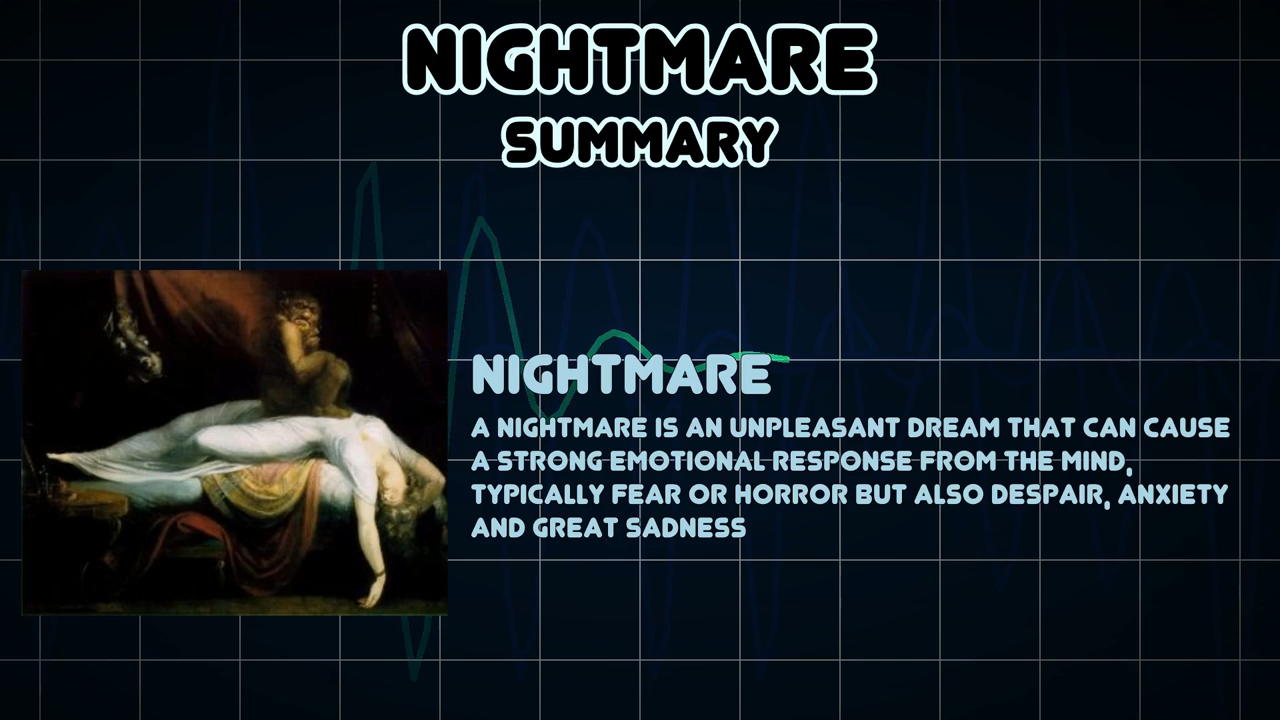 NIGHTMARE
SUMMARY
NIGHTMARE
A NIGHTMARE IS AN UNPLEASANT DREAM THAT CAN CAUSE
A STRONG EMOTIONAL RESPONSE FROM THE MIND,
TYPICALLY FEAR OR HORROR BUT ALSO DESPAIR, ANXIETY
AND GREAT SADNESS